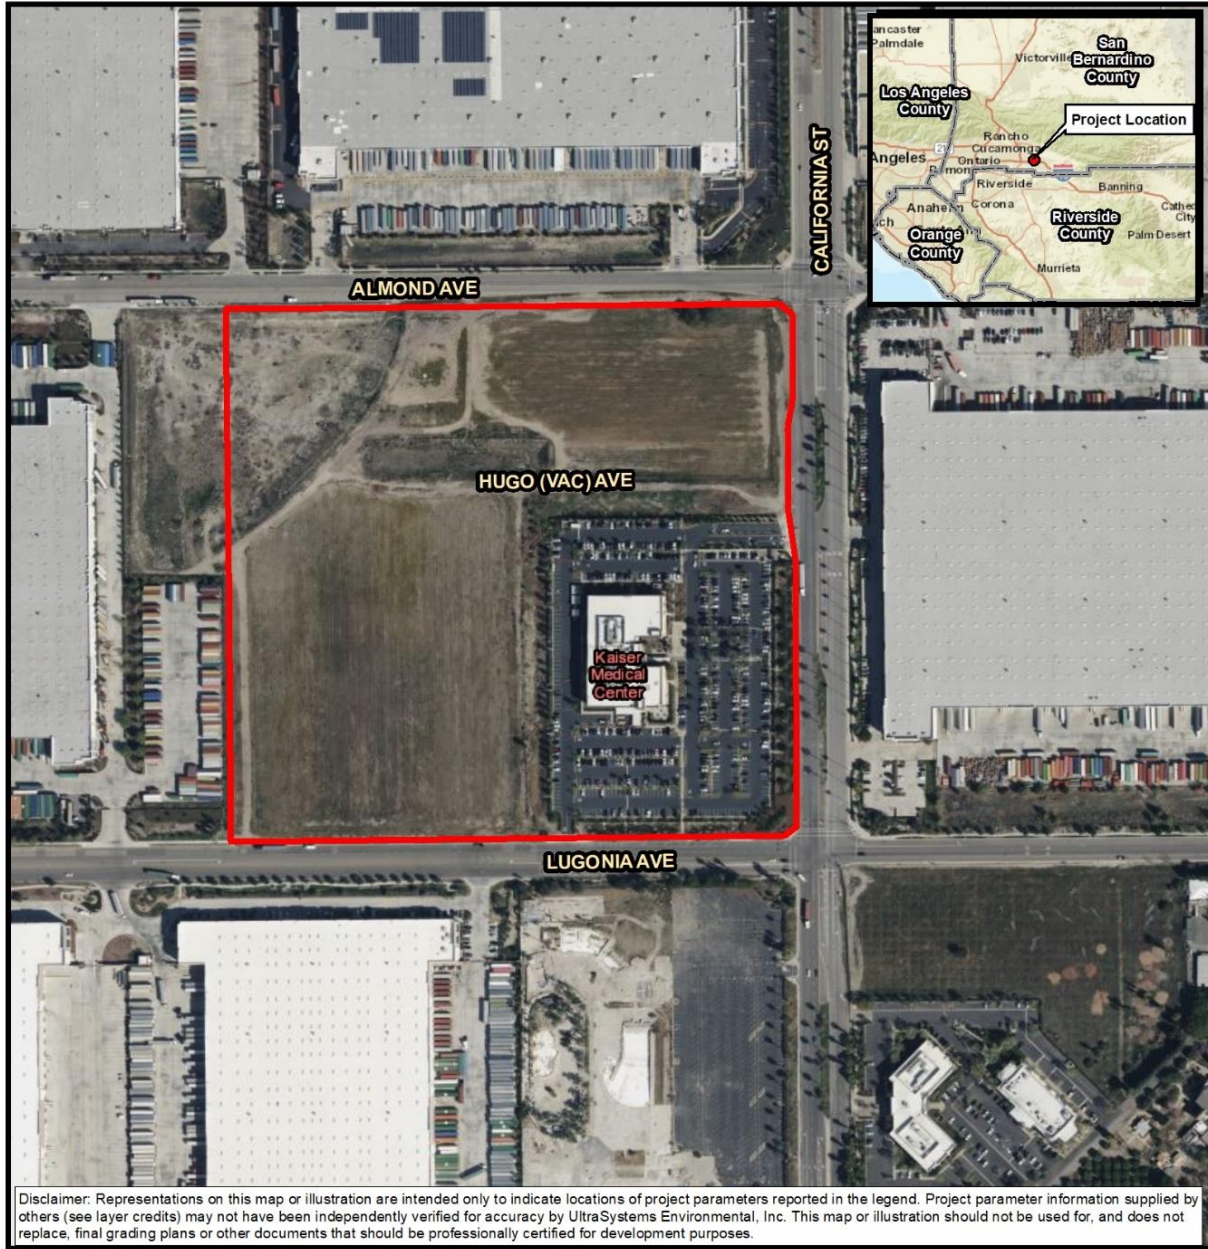 ALMOND AVE
CALIFORNIA ST
HUGO (VAC) AVE
Kaiser
Medical
Center
LUGONIA AVE
Palmdale
Victorville
San
Bernardino
County
Los Angeles
County
Project Location
Rancho
Cucamonga
Angeles
Ontario
Riverside
Banning
Anaheim
Corona
Riverside
County
Orange
County
Palm Desert
Murrieta
Disclaimer: Representations on this map or illustration are intended only to indicate locations of project parameters reported in the legend. Project parameter information supplied by
others (see layer credits) may not have been independently verified for accuracy by UltraSystems Environmental, Inc. This map or illustration should not be used for, and does not
replace, final grading plans or other documents that should be professionally certified for development purposes.